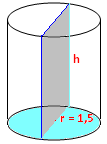 h
r = 1,5